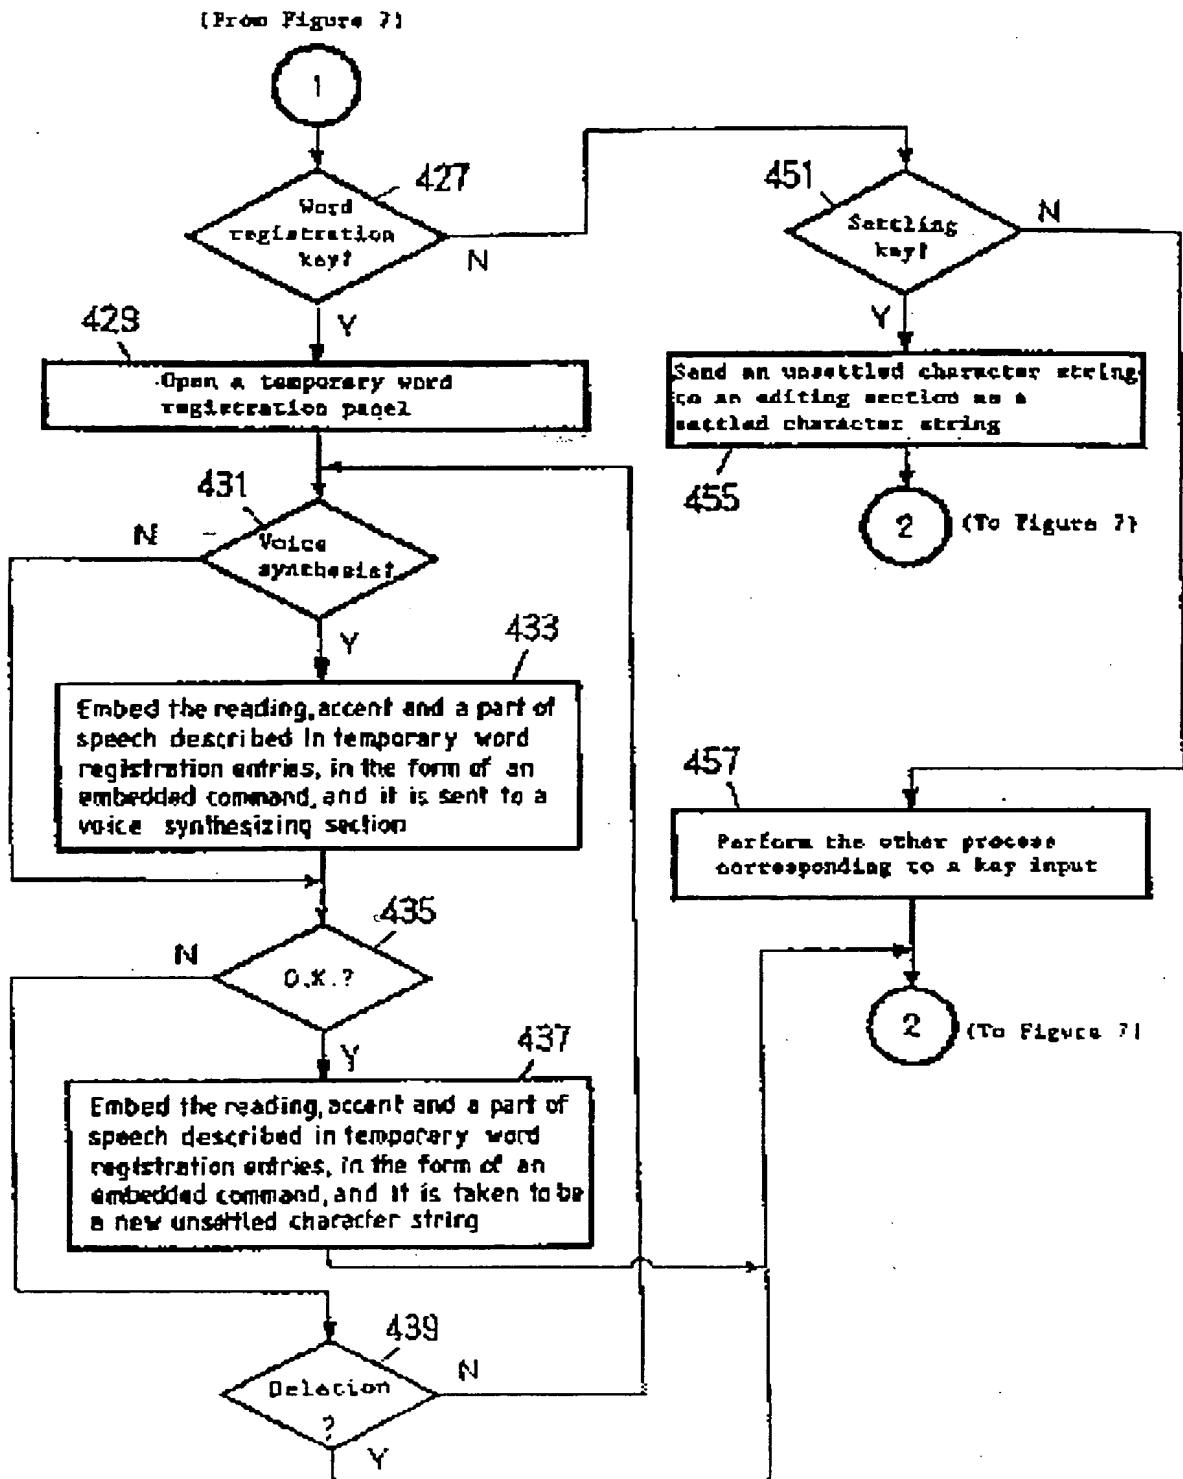 (From Figure 7)
1
427
Word
registration
key?
N
Y
451
Settling
key?
N
Y
429
Open a temporary word
registration panel
Send an unsettled character string
to an editing section as a
settled character string
455
2 (To Figure 7)
431
Voice
synthesis?
N
Y
433
Embed the reading, accent and a part of
speech described in temporary word
registration entries, in the form of an
embedded command, and it is sent to a
voice synthesizing section
457
Perform the other process
corresponding to a key input
435
O.K.?
N
Y
2 (To Figure 7)
437
Embed the reading, accent and a part of
speech described in temporary word
registration entries, in the form of an
embedded command, and it is taken to be
a new unsettled character string
439
Deletion
?
N
Y